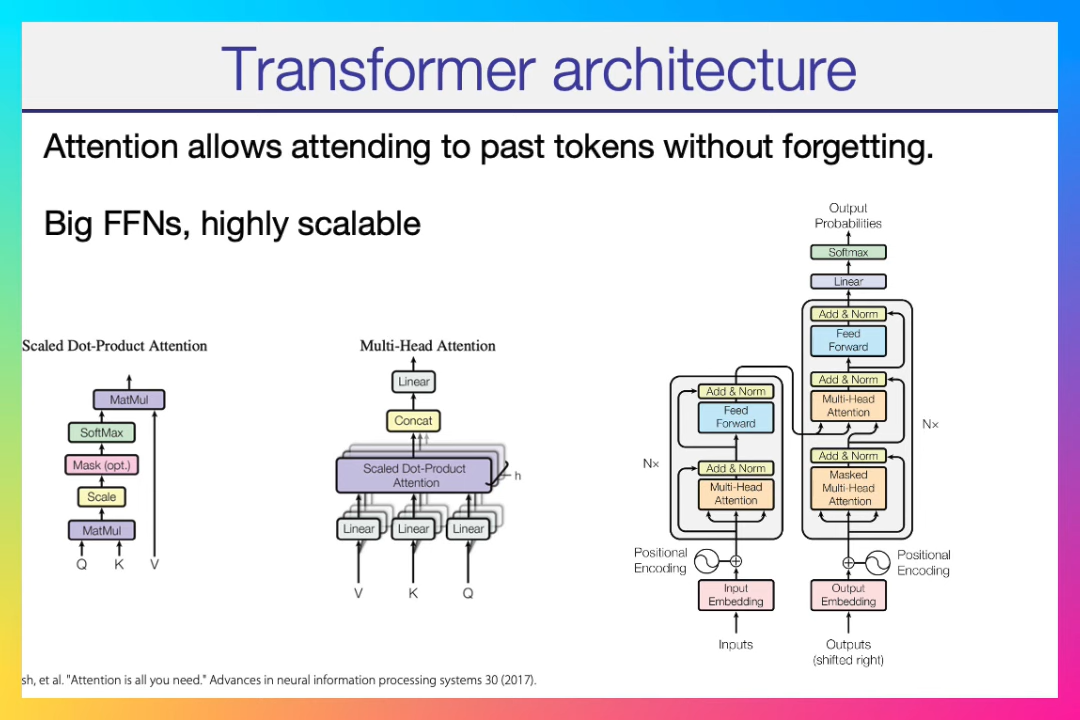 Transformer architecture
Attention allows attending to past tokens without forgetting.
Big FFNs, highly scalable
Scaled Dot-Product Attention
MatMul
SoftMax
Mask (opt.)
Scale
MatMul
Q K V
Multi-Head Attention
Linear
Concat
Scaled Dot-Product
Attention
h
Linear Linear Linear
V K Q
Output
Probabilities
Softmax
Linear
Add & Norm
Feed
Forward
Add & Norm
Multi-Head
Attention
Nx
Add & Norm
Masked
Multi-Head
Attention
Add & Norm
Feed
Forward
Nx
Add & Norm
Multi-Head
Attention
Positional
Encoding
Positional
Encoding
Input
Embedding
Output
Embedding
Inputs
Outputs
(shifted right)
sh, et al. "Attention is all you need." Advances in neural information processing systems 30 (2017).